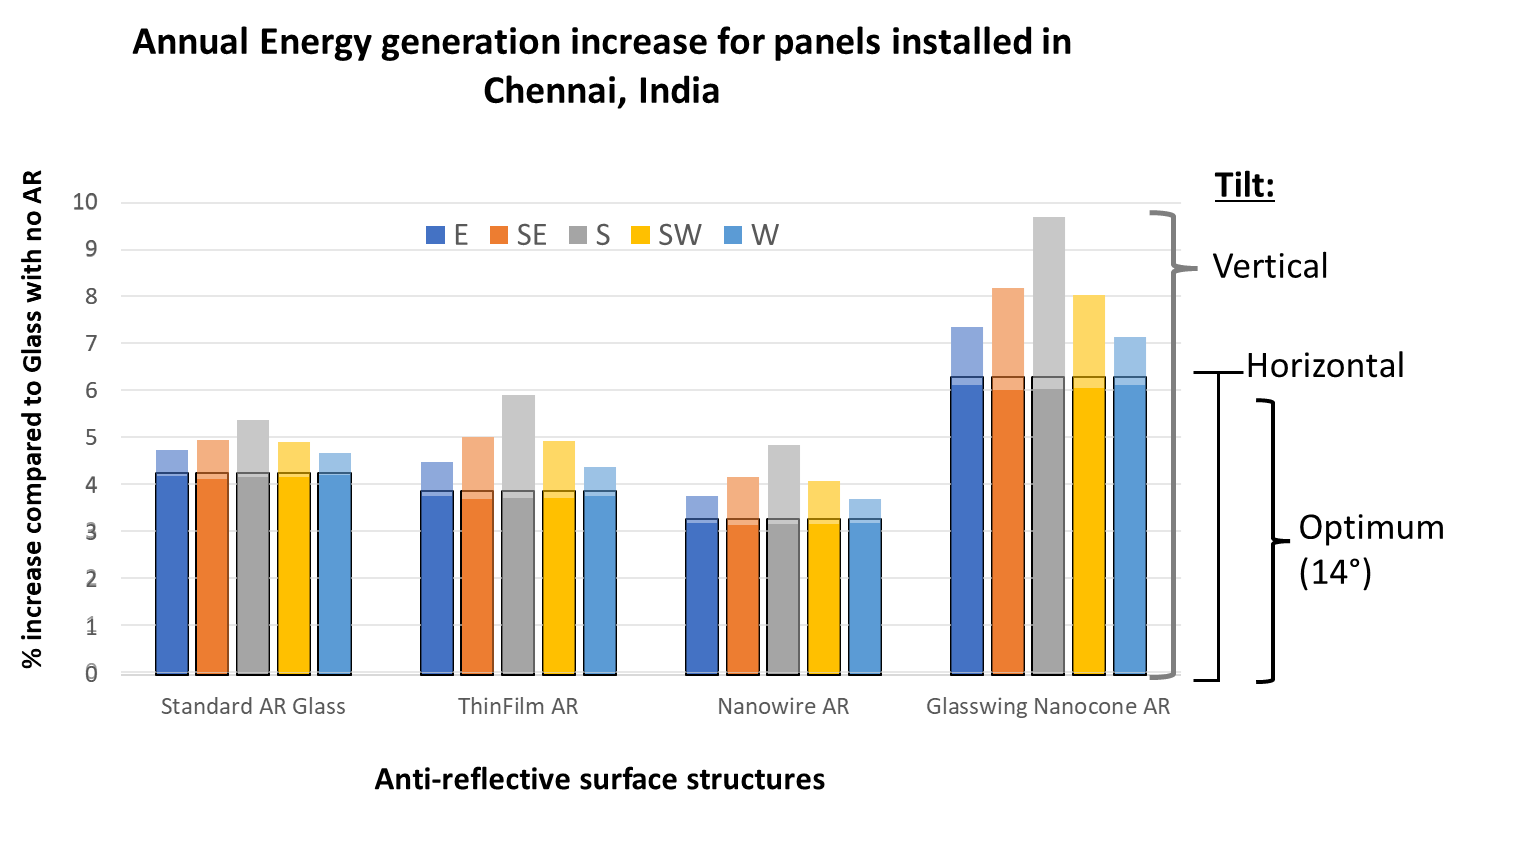 Annual Energy generation increase for panels installed in
Chennai, India
% increase compared to Glass with no AR
10
9
8
7
6
5
4
3
2
1
0
E SE S SW W
Tilt:
Vertical
Horizontal
Optimum
(14°)
Standard AR Glass ThinFilm AR Nanowire AR Glasswing Nanocone AR
Anti-reflective surface structures